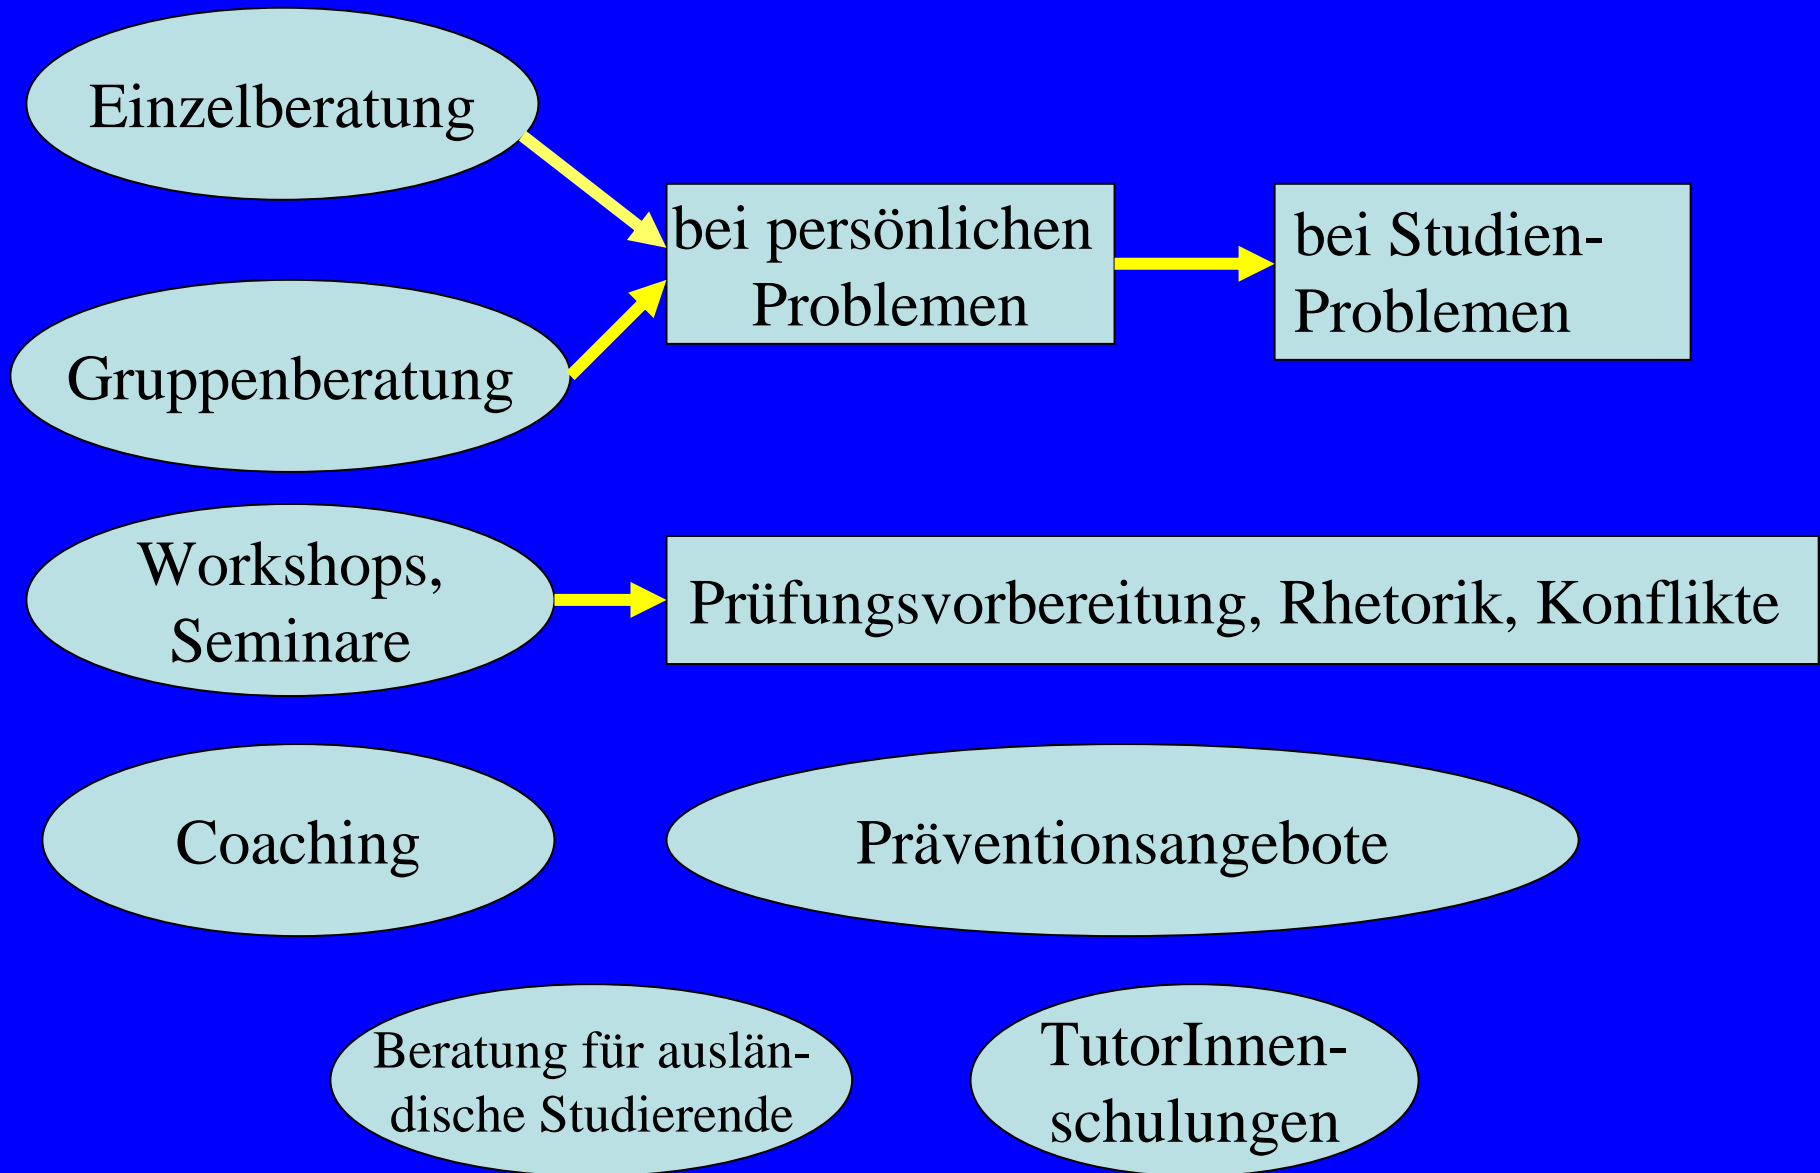 Einzelberatung
bei persönlichen
Problemen
bei Studien-
Problemen
Gruppenberatung
Workshops,
Seminare
Prüfungsvorbereitung, Rhetorik, Konflikte
Coaching
Präventionsangebote
Beratung für auslän-
dische Studierende
TutorInnen-
schulungen